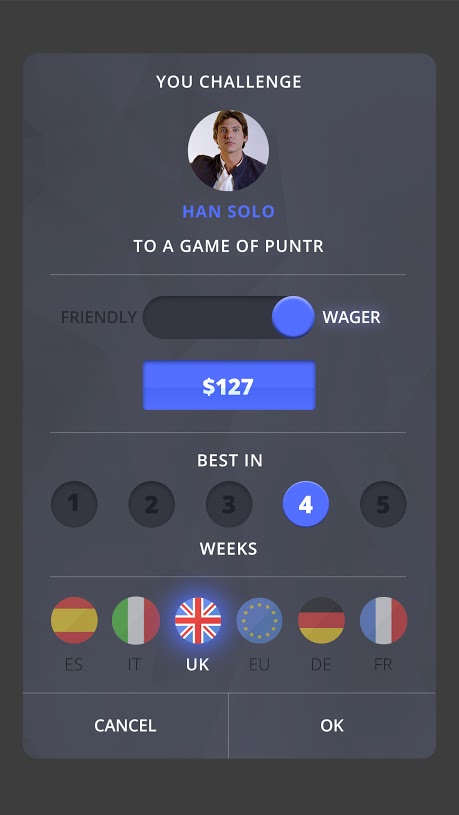 YOU CHALLENGE
HAN SOLO
TO A GAME OF PUNTR
FRIENDLY WAGER
$127
BEST IN
1 2 3 4 5
WEEKS
ES IT UK EU DE FR
CANCEL OK